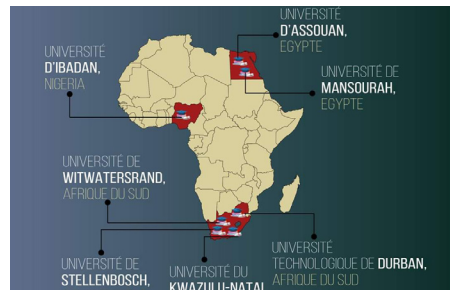 UNIVERSITÉ
D'ASSOUAN,
EGYPTE
UNIVERSITÉ
D'IBADAN,
NIGERIA
UNIVERSITÉ DE
MANSOURAH,
EGYPTE
UNIVERSITÉ DE
WITWATERSRAND,
AFRIQUE DU SUD
UNIVERSITÉ DE
STELLENBOSCH,
UNIVERSITÉ DU
KWAZULU-NATAL
UNIVERSITÉ
TECHNOLOGIQUE DE DURBAN,
AFRIQUE DU SUD